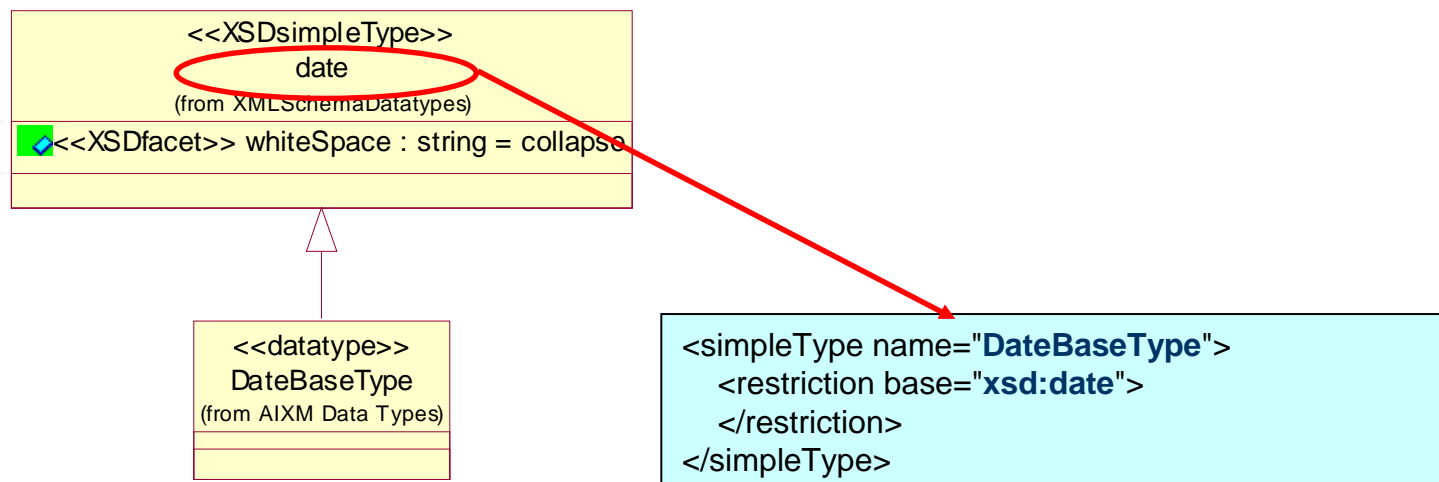 <<XSDsimpleType>>
date
(from XMLSchemaDatatypes)
<<XSDfacet>> whiteSpace : string = collapse
<<datatype>>
DateBaseType
(from AIXM Data Types)
<simpleType name="DateBaseType">
<restriction base="xsd:date">
</restriction>
</simpleType>